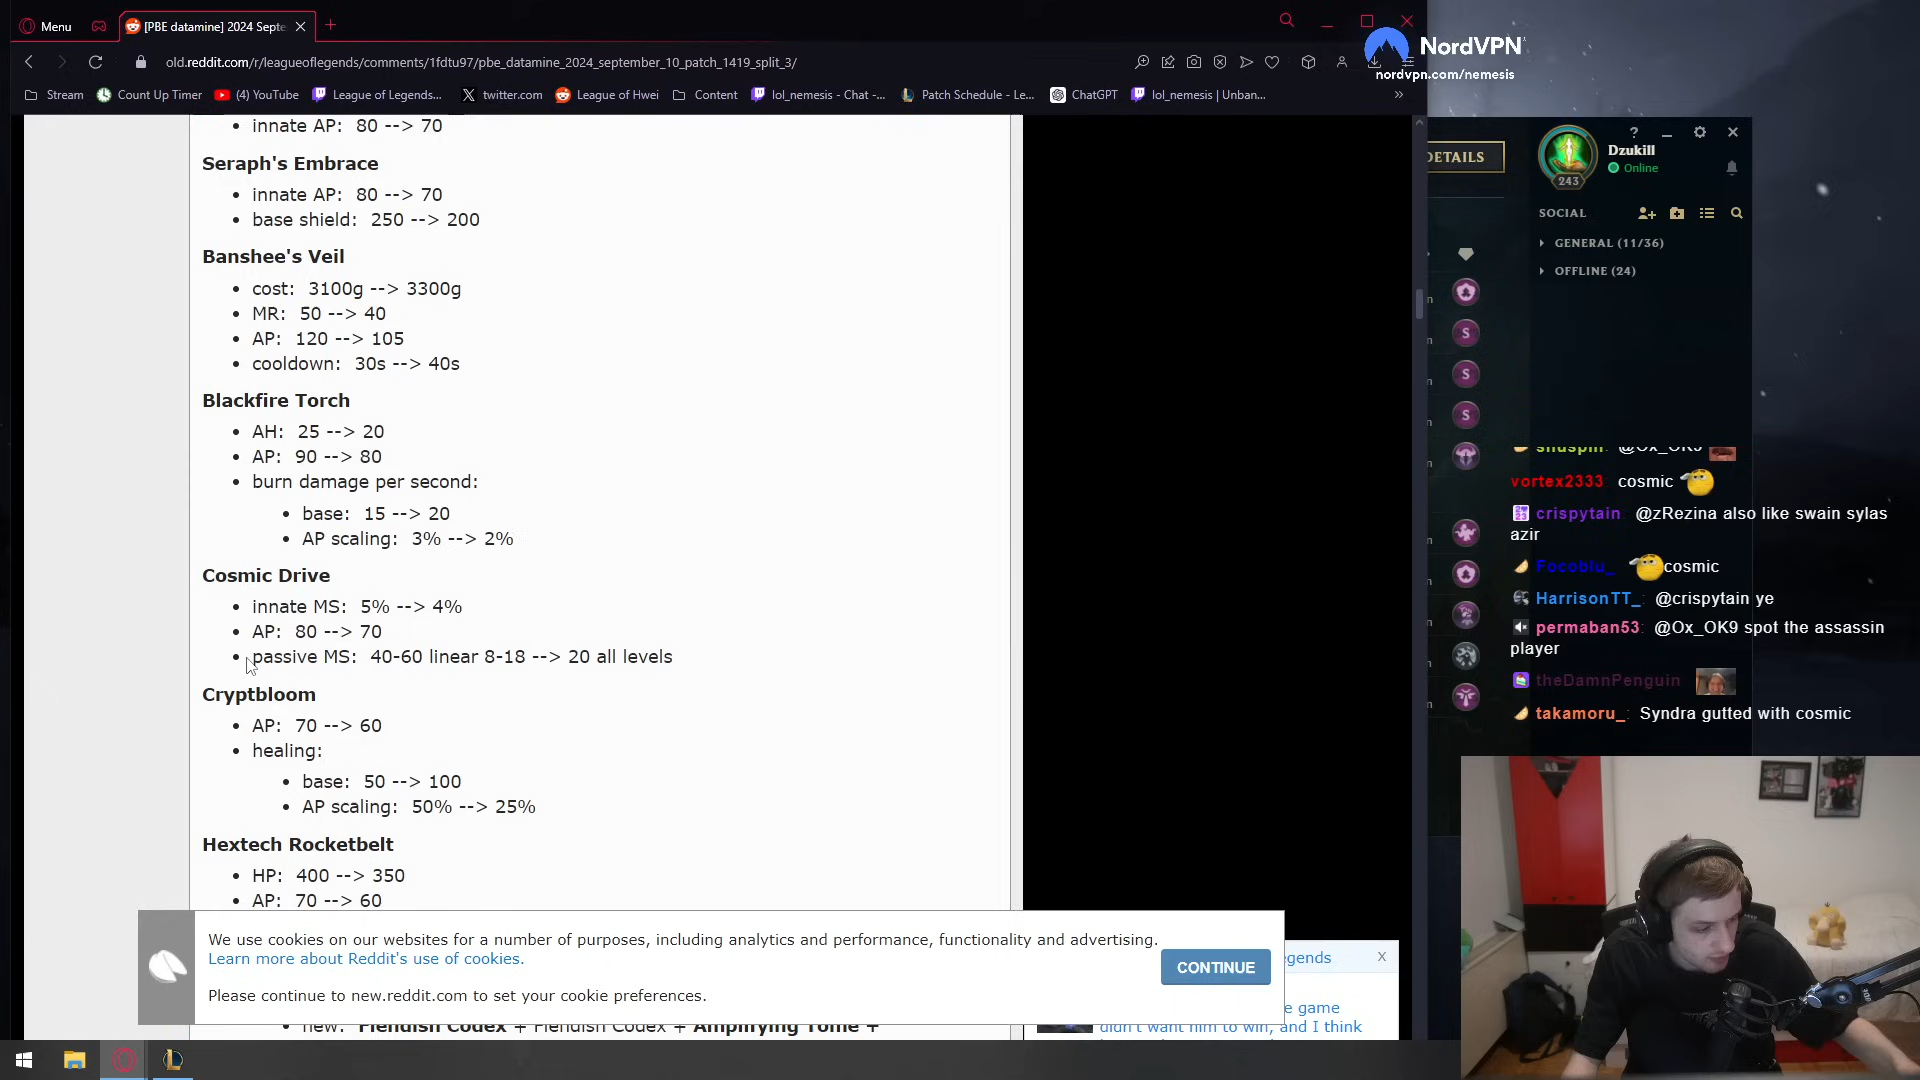 Menu
[PBE datamine] 2024 Septe
NordVPN
nordvpn.com/nemesis
old.reddit.com/r/leagueoflegends/comments/1fdtu97/pbe_datamine_2024_september_10_patch_1419_split_3/
Stream
Count Up Timer
(4) YouTube
League of Legends...
twitter.com
League of Hwei
Content
lol_nemesis - Chat -...
Patch Schedule - Le...
ChatGPT
lol_nemesis | Unban...
»
innate AP: 80 --> 70
Seraph's Embrace
innate AP: 80 --> 70
base shield: 250 --> 200
Banshee's Veil
cost: 3100g --> 3300g
MR: 50 --> 40
AP: 120 --> 105
cooldown: 30s --> 40s
Blackfire Torch
AH: 25 --> 20
AP: 90 --> 80
burn damage per second:
base: 15 --> 20
AP scaling: 3% --> 2%
Cosmic Drive
innate MS: 5% --> 4%
AP: 80 --> 70
passive MS: 40-60 linear 8-18 --> 20 all levels
Cryptbloom
AP: 70 --> 60
healing:
base: 50 --> 100
AP scaling: 50% --> 25%
Hextech Rocketbelt
HP: 400 --> 350
AP: 70 --> 60
We use cookies on our websites for a number of purposes, including analytics and performance, functionality and advertising.
Learn more about Reddit's use of cookies.
Please continue to new.reddit.com to set your cookie preferences.
CONTINUE
new: Fiendish Codex + Fiendish Codex + Amplifying Tome +
egends
X
e game
didn't want him to win, and I think
DETAILS
?
Dzukill
Online
243
SOCIAL
GENERAL (11/36)
OFFLINE (24)
@Ox_OK9
vortex2333 cosmic
crispytain @zRezina also like swain sylas
azir
Focoblu_ cosmic
HarrisonTT_: @crispytain ye
permaban53: @Ox_OK9 spot the assassin
player
theDamnPenguin
takamoru_: Syndra gutted with cosmic